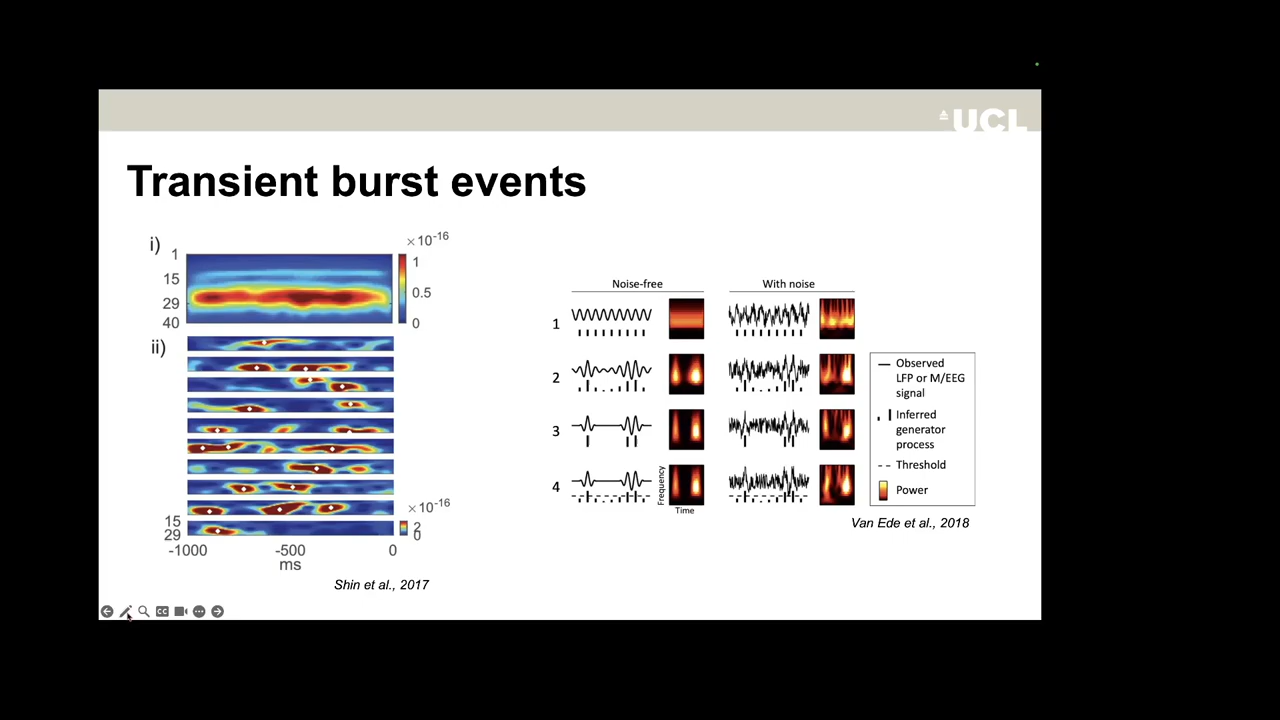 UCL
Transient burst events
i)
×10-16
1
15
29
40
1
0.5
0
ii)
15
29
×10-16
2
0
-1000
-500
0
ms
Shin et al., 2017
Noise-free
With noise
1
2
3
4
Frequency
Time
Observed
LFP or M/EEG
signal
Inferred
generator
process
Threshold
Power
Van Ede et al., 2018
CC